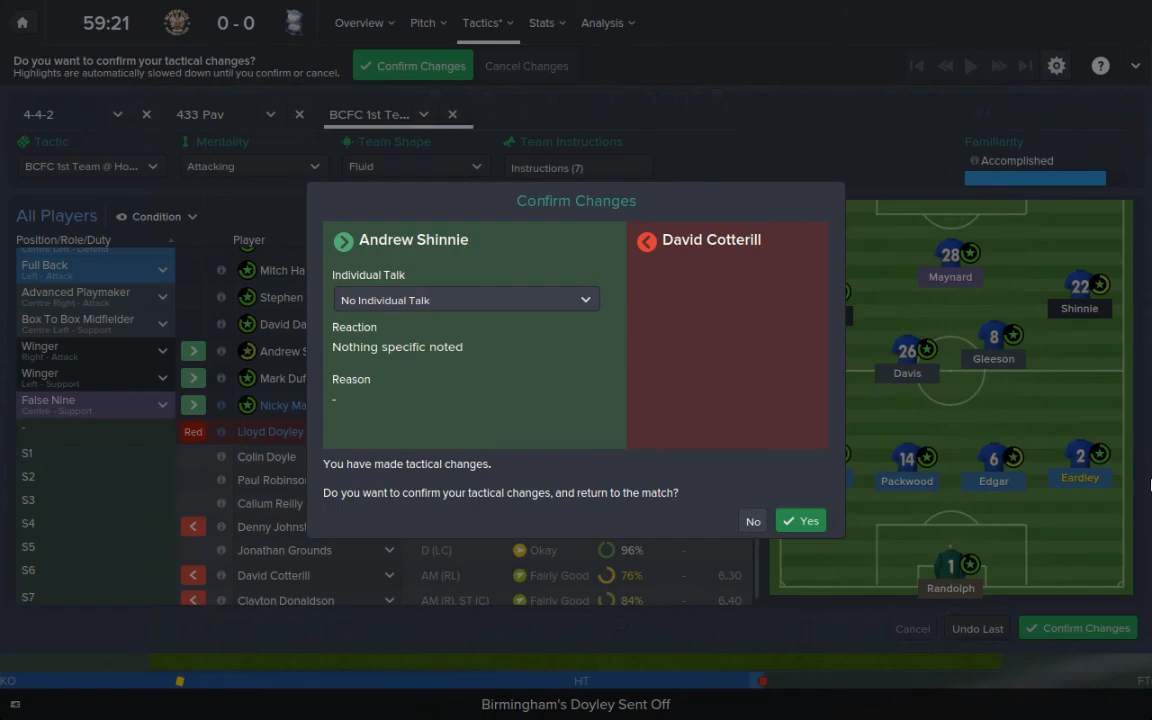 59:21
0 - 0
Overview
Pitch
Tactics*
Stats
Analysis
Do you want to confirm your tactical changes?
Highlights are automatically slowed down until you confirm or cancel.
Confirm Changes
Cancel Changes
?
4-4-2
433 Pav
BCFC 1st Te...
Tactic
Mentality
Team Shape
Team Instructions
Familiarity
BCFC 1st Team @ Ho...
Attacking
Fluid
Instructions (7)
Accomplished
All Players
Condition
Position/Role/Duty
Player
Centre Left - Defend
Full Back
Left - Attack
Mitch Ha
Advanced Playmaker
Centre Right - Attack
Stephen
Box To Box Midfielder
Centre Left - Support
David Da
Winger
Right - Attack
Andrew S
Winger
Left - Support
Mark Duf
False Nine
Centre - Support
Nicky Ma
-
Red
Lloyd Doyley
S1
Colin Doyle
S2
Paul Robinso
S3
Callum Reilly
S4
Denny Johnst
S5
Jonathan Grounds
D (LC)
Okay
96%
-
S6
David Cotterill
AM (RL)
Fairly Good
76%
-
6.30
S7
Clayton Donaldson
AM (RL ST (C)
Fairly Good
84%
-
6.40
Confirm Changes
Andrew Shinnie
David Cotterill
Individual Talk
No Individual Talk
Reaction
Nothing specific noted
Reason
-
You have made tactical changes.
Do you want to confirm your tactical changes, and return to the match?
No
Yes
28
Maynard
22
Shinnie
8
Gleeson
26
Davis
14
Packwood
6
Edgar
2
Eardley
1
Randolph
Cancel
Undo Last
Confirm Changes
KO
HT
FT
Birmingham's Doyley Sent Off